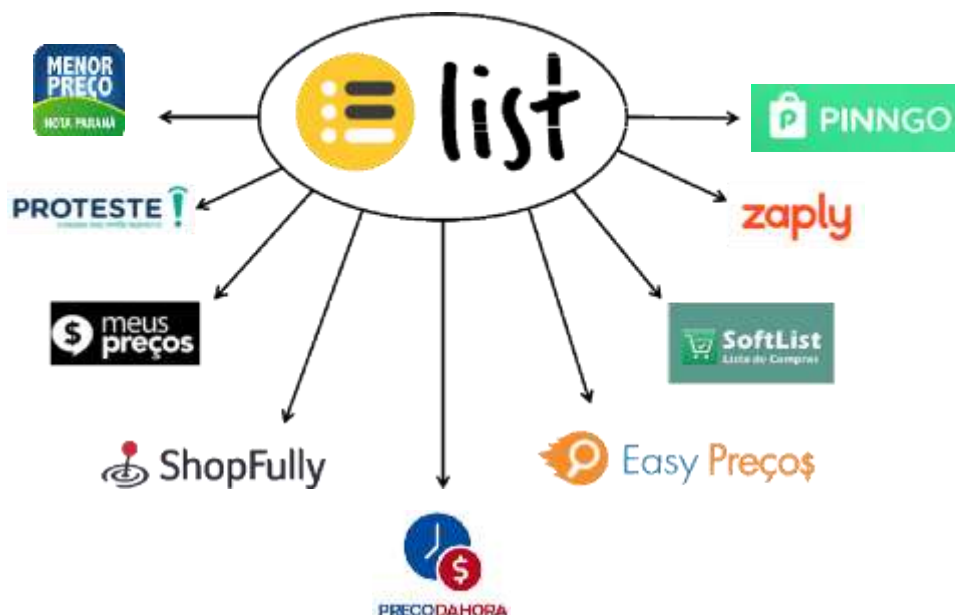 MENOR
PREÇO
NOTA PARANÁ
list
PINNGO
PROTESTE
zaply
$ meus
preços
SoftList
Lista de Compras
ShopFully
Easy Preço$
$
PREÇODAHORA